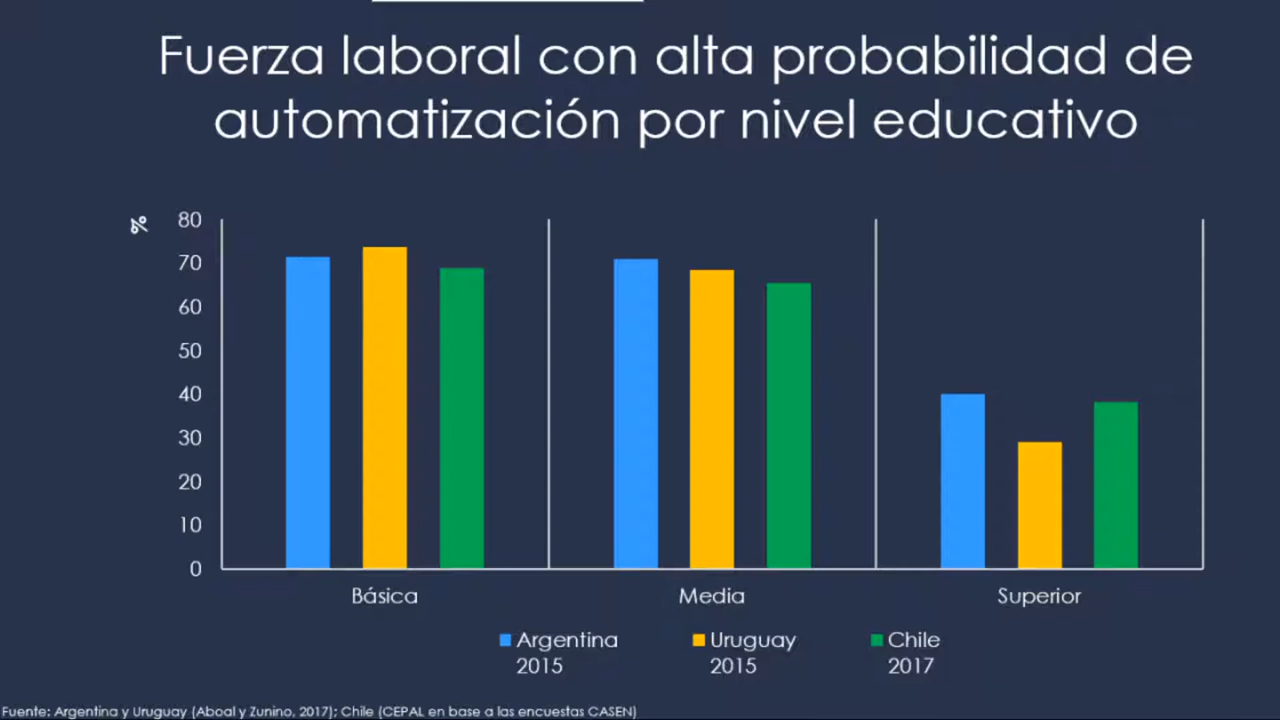 Fuerza laboral con alta probabilidad de
automatización por nivel educativo
%
80
70
60
50
40
30
20
10
0
Básica Media Superior
Argentina Uruguay Chile
2015 2015 2017
Fuente: Argentina y Uruguay (Aboal y Zunino, 2017); Chile (CEPAL en base a las encuestas CASEN)